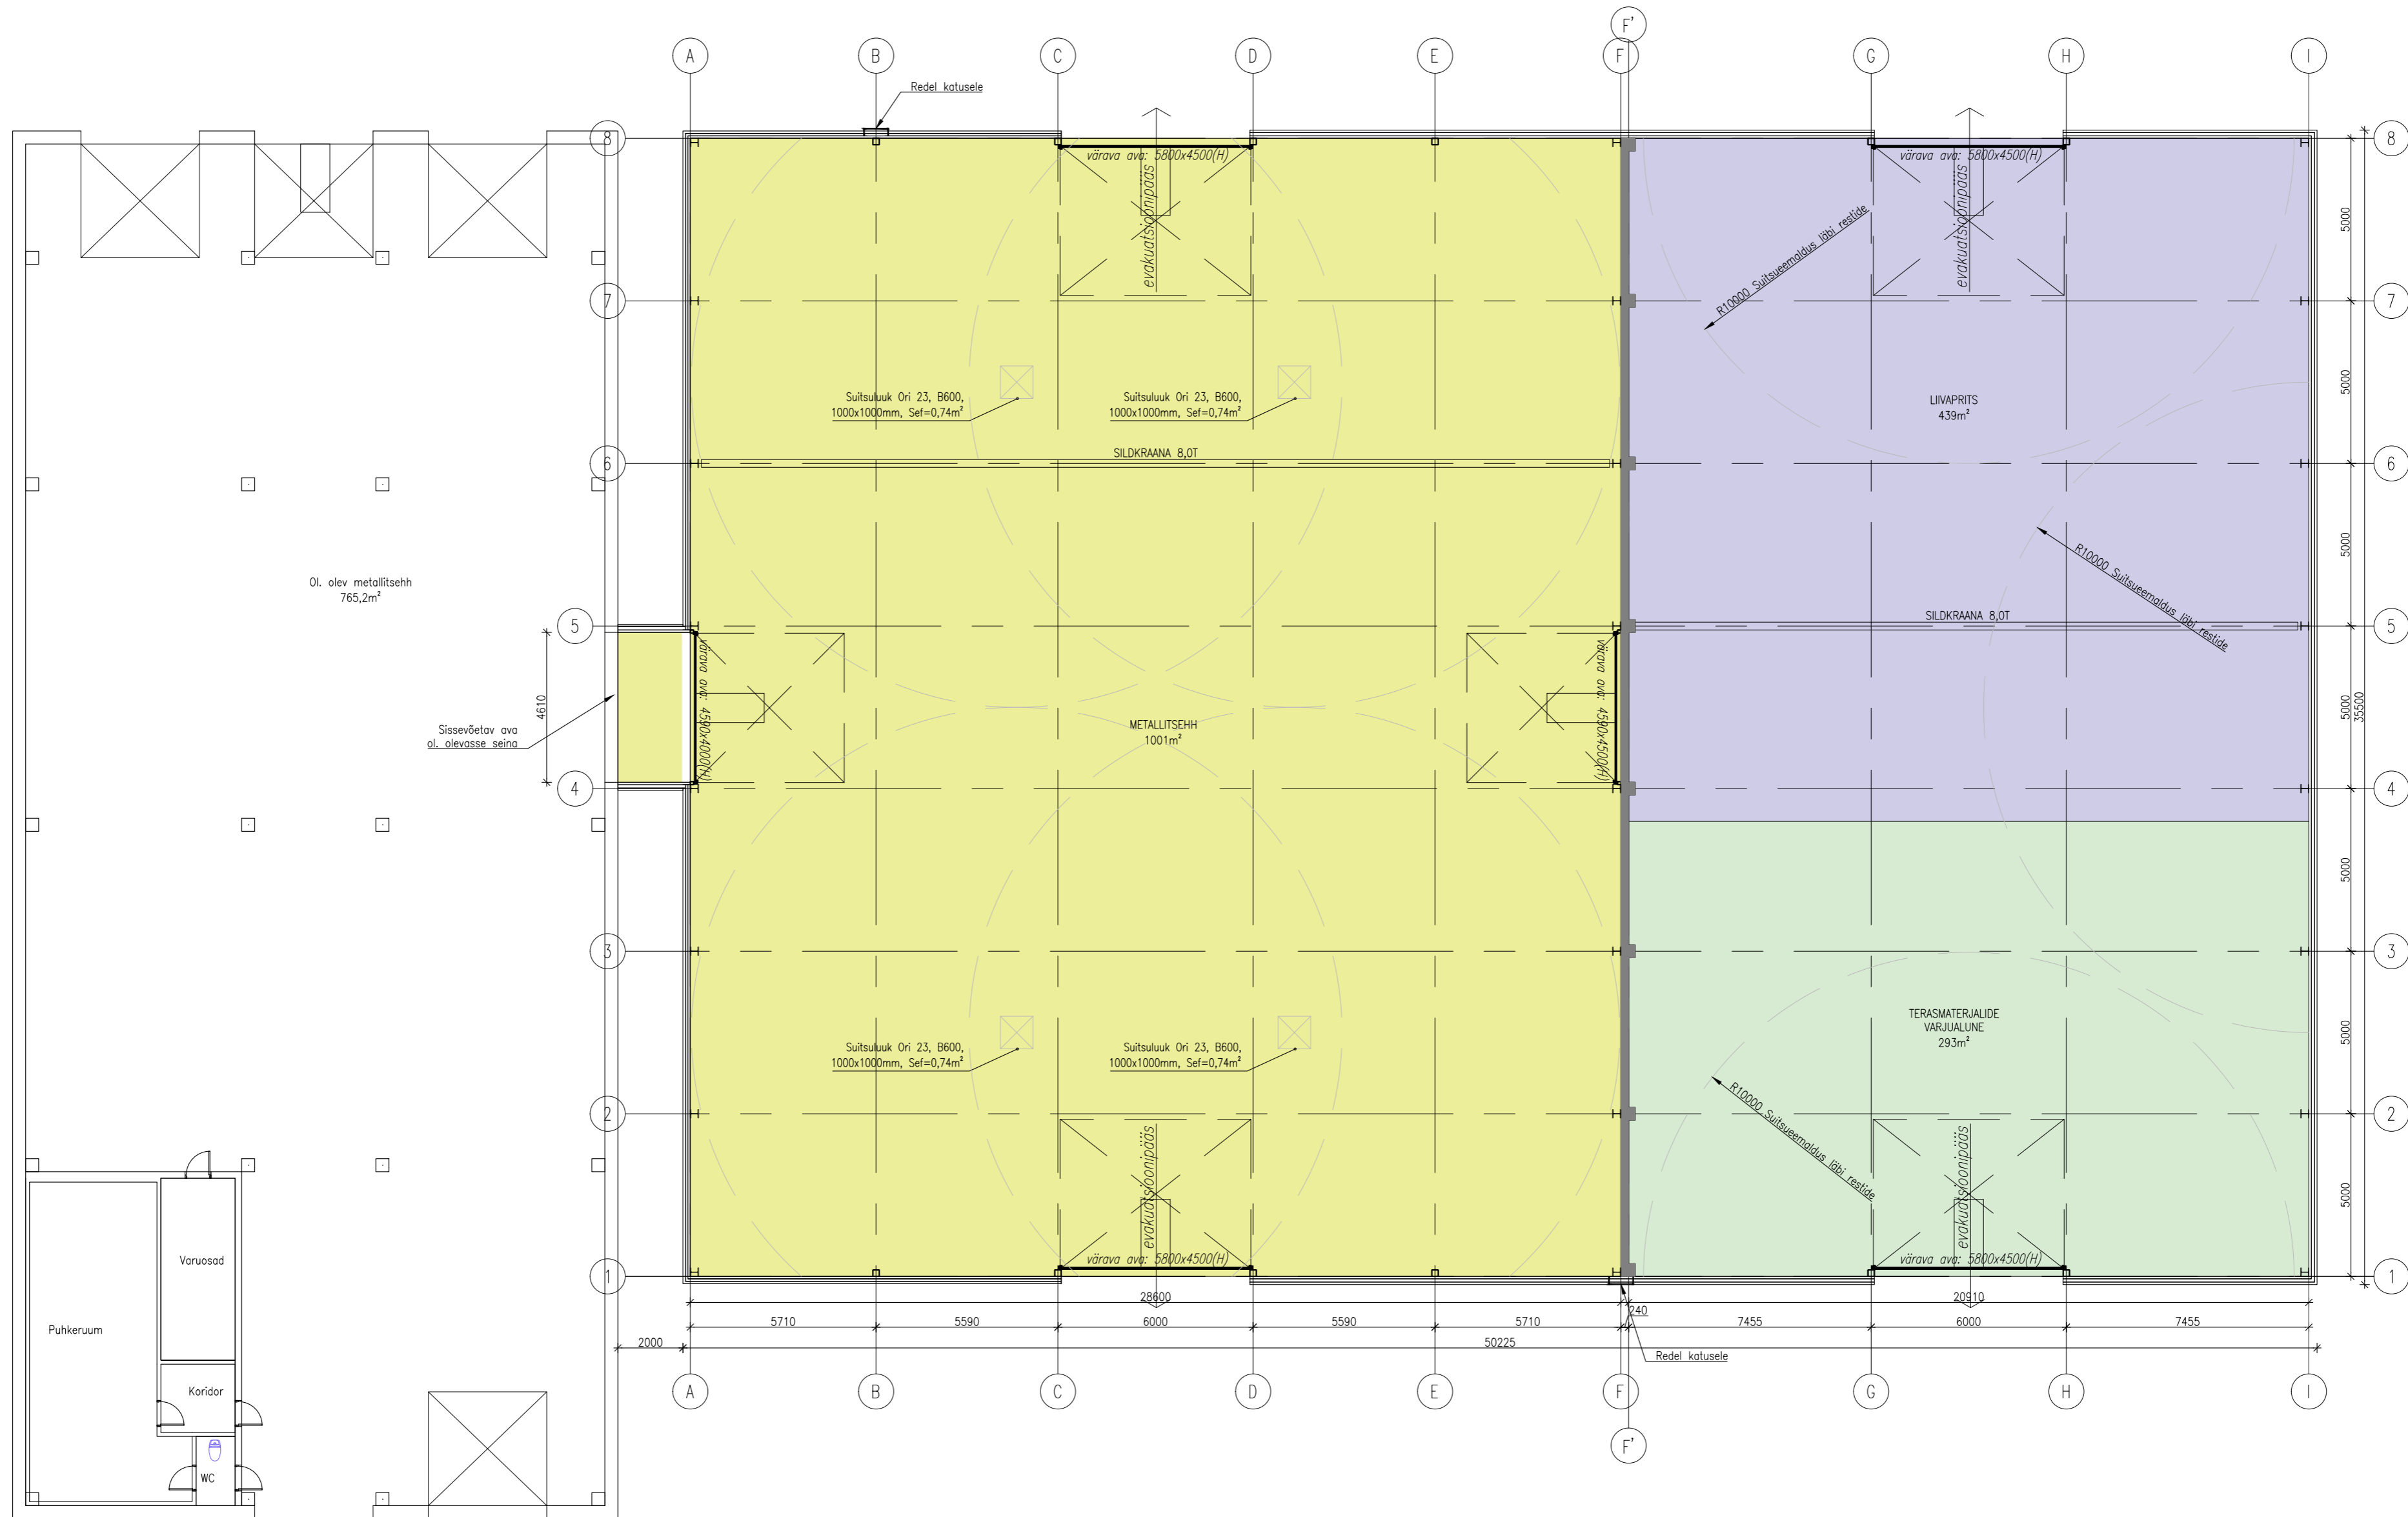 F'
A
B
C
D
E
F
G
H
I
Redel katusele
8
8
värava ava: 5800x4500(H)
evakuatsioonipääs
värava ava: 5800x4500(H)
evakuatsioonipääs
5000
R10000 Suitsueemaldus läbi restide
7
7
Suitsuluuk Ori 23, B600,
1000x1000mm, Sef=0,74m²
Suitsuluuk Ori 23, B600,
1000x1000mm, Sef=0,74m²
LIIVAPRITS
439m²
5000
SILDKRAANA 8,0T
6
6
5000
R10000 Suitsueemaldus läbi restide
Ol. olev metallitsehh
765,2m²
5
SILDKRAANA 8,0T
5
4610
värava ava: 4590x4000(H)
värava ava: 4590x4500(H)
Sissevõetav ava
ol. olevasse seina
METALLITSEHH
1001m²
5000
35500
4
4
5000
3
3
TERASMATERJALIDE
VARJUALUNE
293m²
Suitsuluuk Ori 23, B600,
1000x1000mm, Sef=0,74m²
Suitsuluuk Ori 23, B600,
1000x1000mm, Sef=0,74m²
5000
R10000 Suitsueemaldus läbi restide
2
2
evakuatsioonipääs
värava ava: 5800x4500(H)
evakuatsioonipääs
värava ava: 5800x4500(H)
5000
Varuosad
1
1
28600
240
20910
Puhkeruum
5710
5590
6000
5590
5710
7455
6000
7455
2000
50225
Redel katusele
Koridor
A
B
C
D
E
F
G
H
I
F'
WC